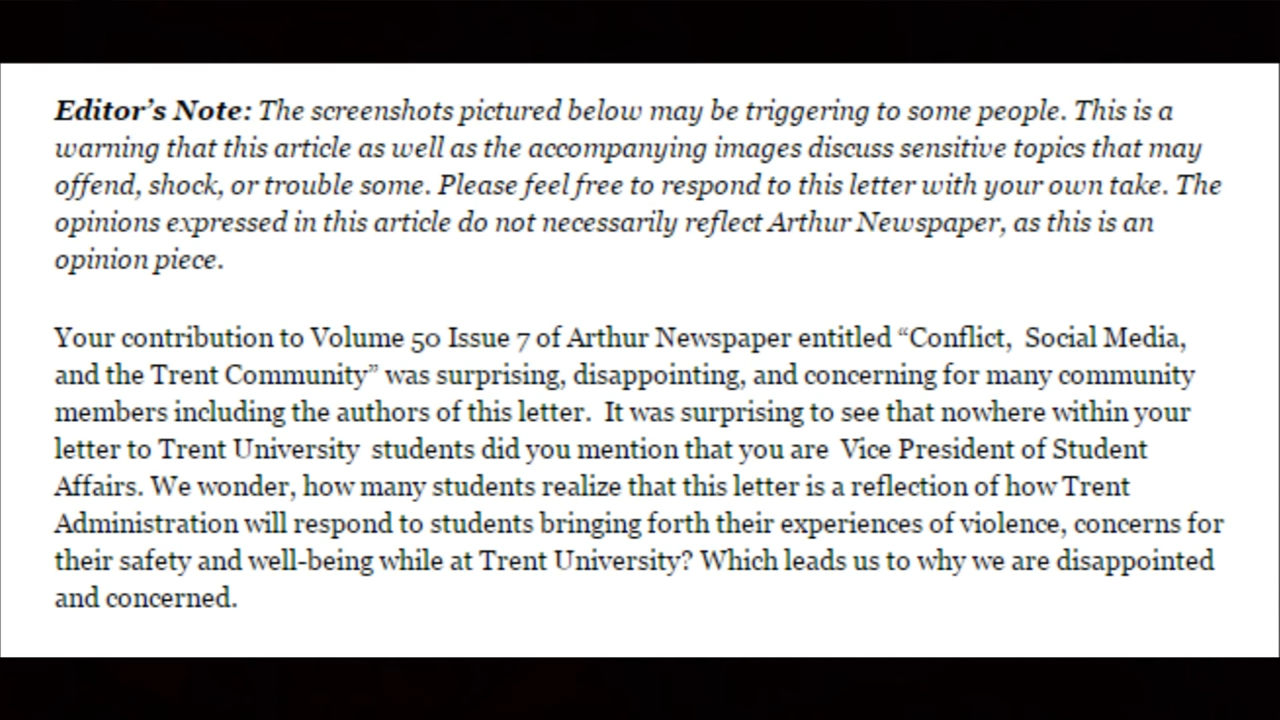 Editor’s Note: The screenshots pictured below may be triggering to some people. This is a
warning that this article as well as the accompanying images discuss sensitive topics that may
offend, shock, or trouble some. Please feel free to respond to this letter with your own take. The
opinions expressed in this article do not necessarily reflect Arthur Newspaper, as this is an
opinion piece.
Your contribution to Volume 50 Issue 7 of Arthur Newspaper entitled “Conflict,  Social Media,
and the Trent Community” was surprising, disappointing, and concerning for many community
members including the authors of this letter.  It was surprising to see that nowhere within your
letter to Trent University  students did you mention that you are  Vice President of Student
Affairs. We wonder, how many students realize that this letter is a reflection of how Trent
Administration will respond to students bringing forth their experiences of violence, concerns for
their safety and well-being while at Trent University? Which leads us to why we are disappointed
and concerned.